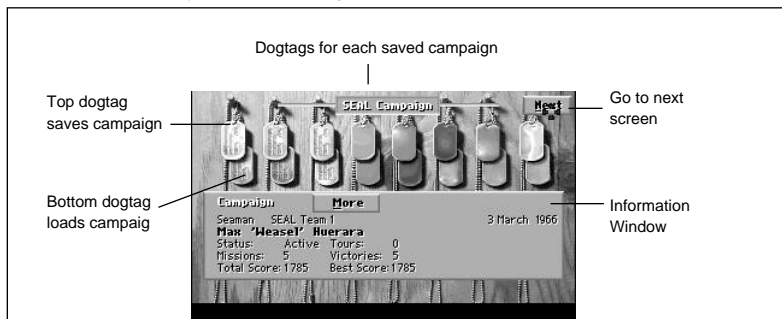 Dogtags for each saved campaign
Top dogtag
saves campaign
Bottom dogtag
loads campaig
SEAL Campaign
Next
Go to next
screen
Information
Window
Campaign More
Seaman SEAL Team 1 3 March 1966
Max 'Weasel' Huerara
Status: Active Tours: 0
Missions: 5 Victories: 5
Total Score: 1785 Best Score: 1785